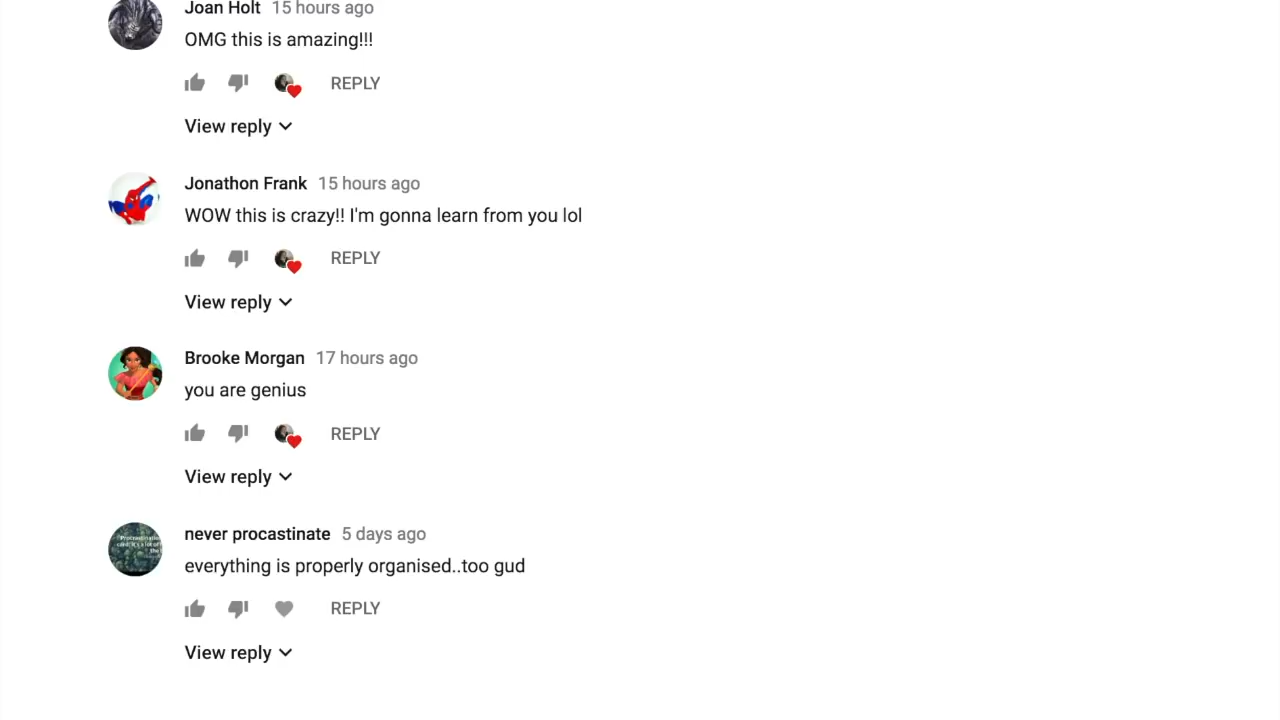 Joan Holt 15 hours ago
OMG this is amazing!!!
REPLY
View reply
Jonathon Frank 15 hours ago
WOW this is crazy!! I'm gonna learn from you lol
REPLY
View reply
Brooke Morgan 17 hours ago
you are genius
REPLY
View reply
never procastinate 5 days ago
everything is properly organised..too gud
REPLY
View reply